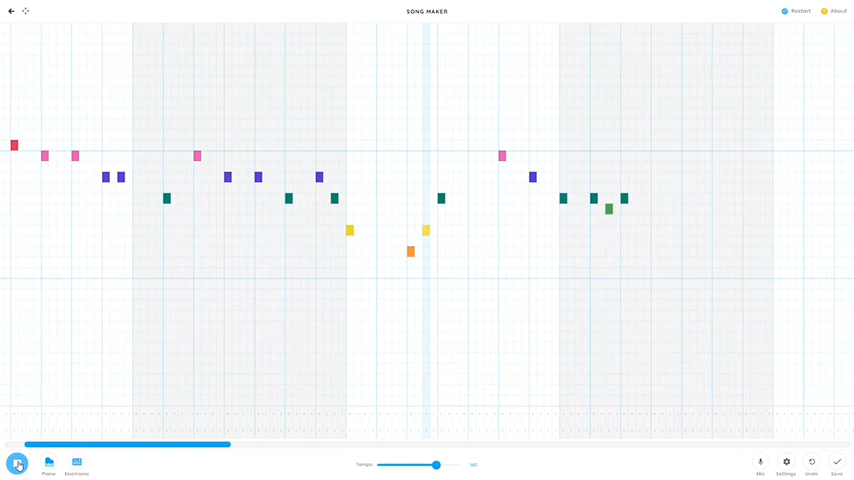 SONG MAKER
Restart
About
Piano
Electronic
Tempo
140
Mic
Settings
Undo
Save